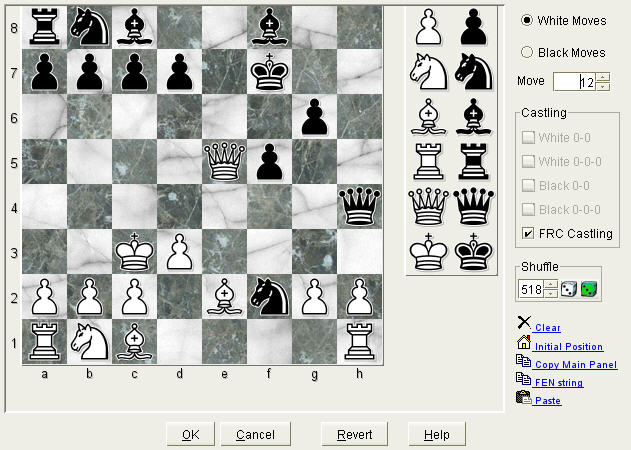 8
7
6
5
4
3
2
1
a b c d e f g h
White Moves
Black Moves
Move 12
Castling
White 0-0
White 0-0-0
Black 0-0
Black 0-0-0
FRC Castling
Shuffle
518
Clear
Initial Position
Copy Main Panel
FEN string
Paste
OK Cancel Revert Help